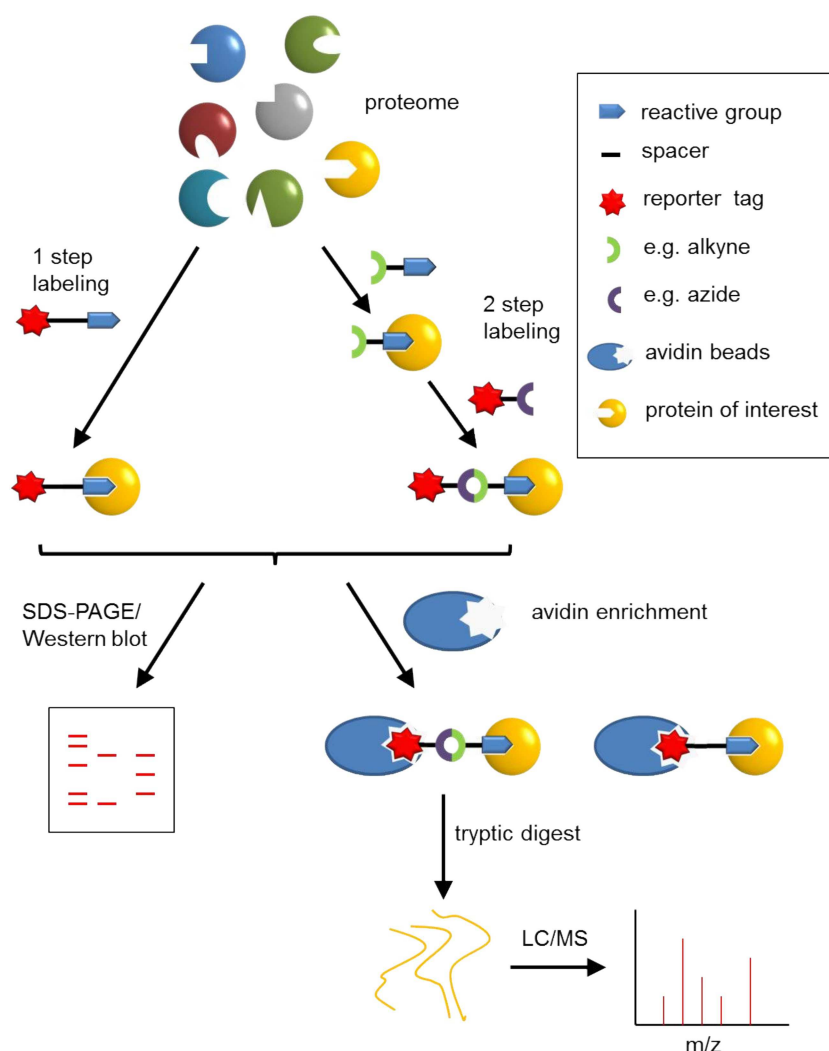 proteome
reactive group
spacer
reporter tag
e.g. alkyne
e.g. azide
avidin beads
protein of interest
1 step
labeling
2 step
labeling
SDS-PAGE/
Western blot
avidin enrichment
tryptic digest
LC/MS
m/z